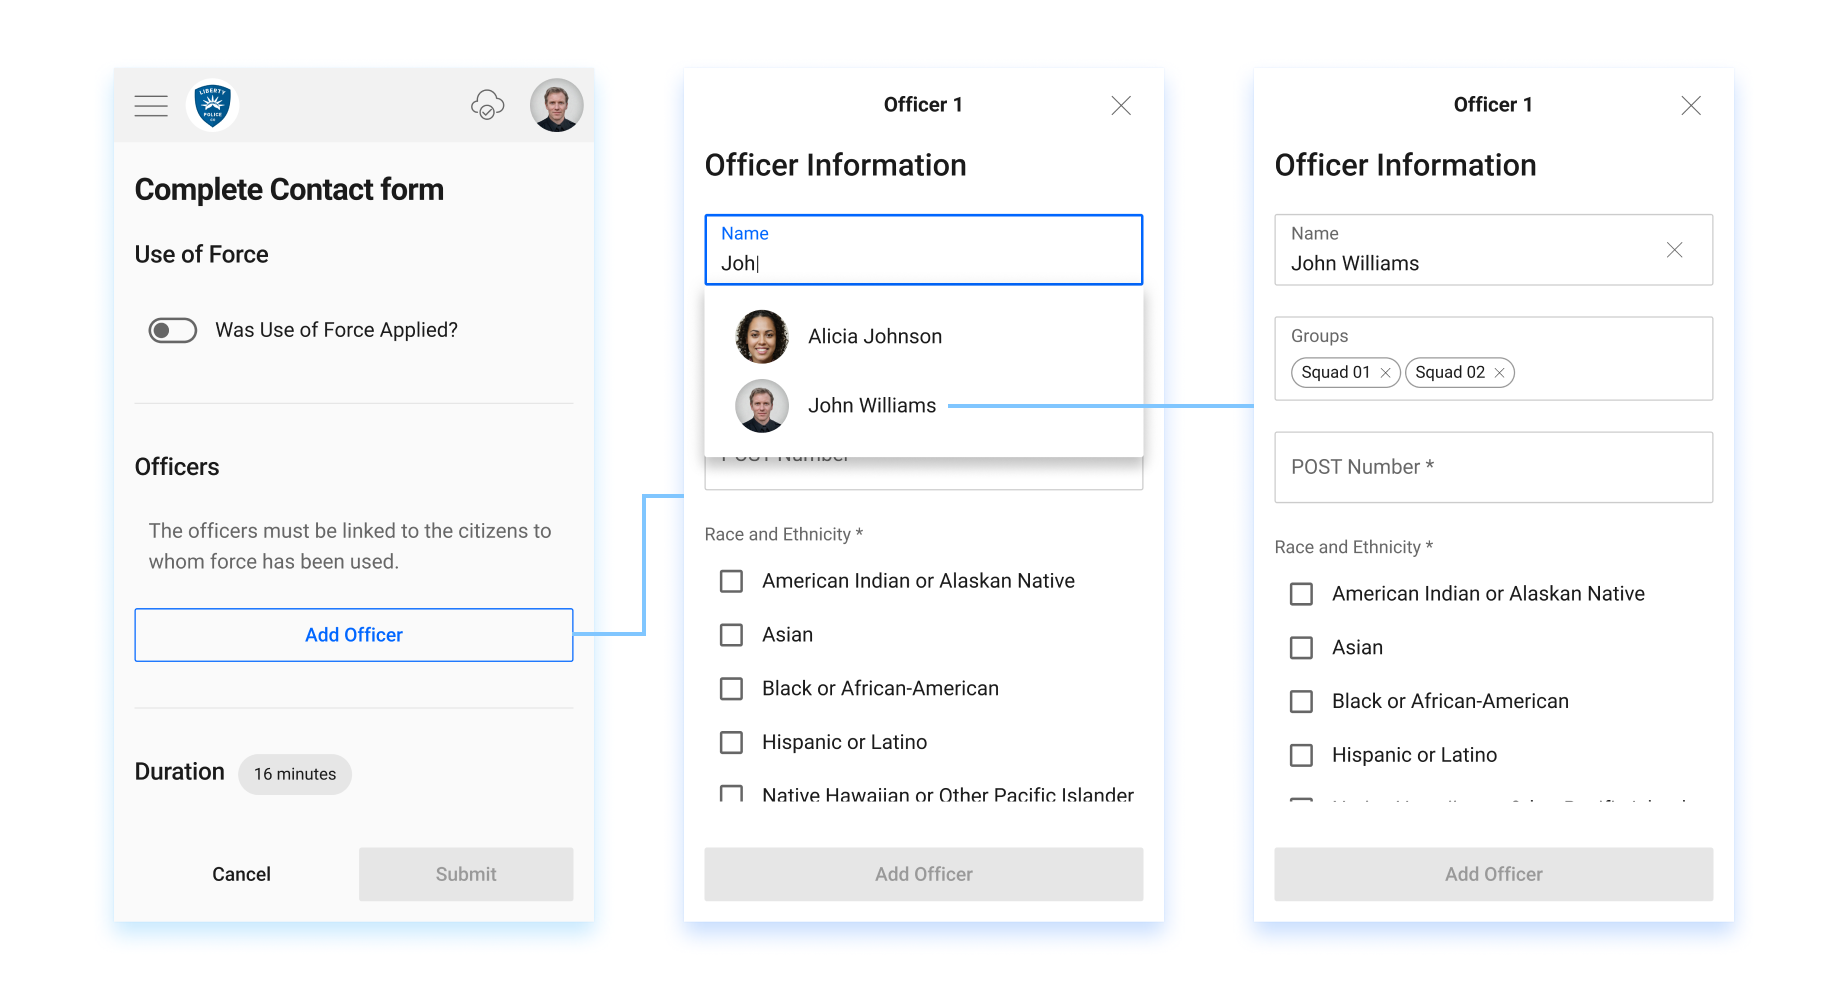 LIBERTY
POLICE
Complete Contact form
Use of Force
Was Use of Force Applied?
Officers
The officers must be linked to the citizens to
whom force has been used.
Add Officer
Duration
16 minutes
Cancel
Submit
Officer 1
Officer Information
Name
Joh
Alicia Johnson
John Williams
POST Number
Race and Ethnicity *
American Indian or Alaskan Native
Asian
Black or African-American
Hispanic or Latino
Native Hawaiian or Other Pacific Islander
Add Officer
Officer 1
Officer Information
Name
John Williams
Groups
Squad 01
Squad 02
POST Number *
Race and Ethnicity *
American Indian or Alaskan Native
Asian
Black or African-American
Hispanic or Latino
Add Officer